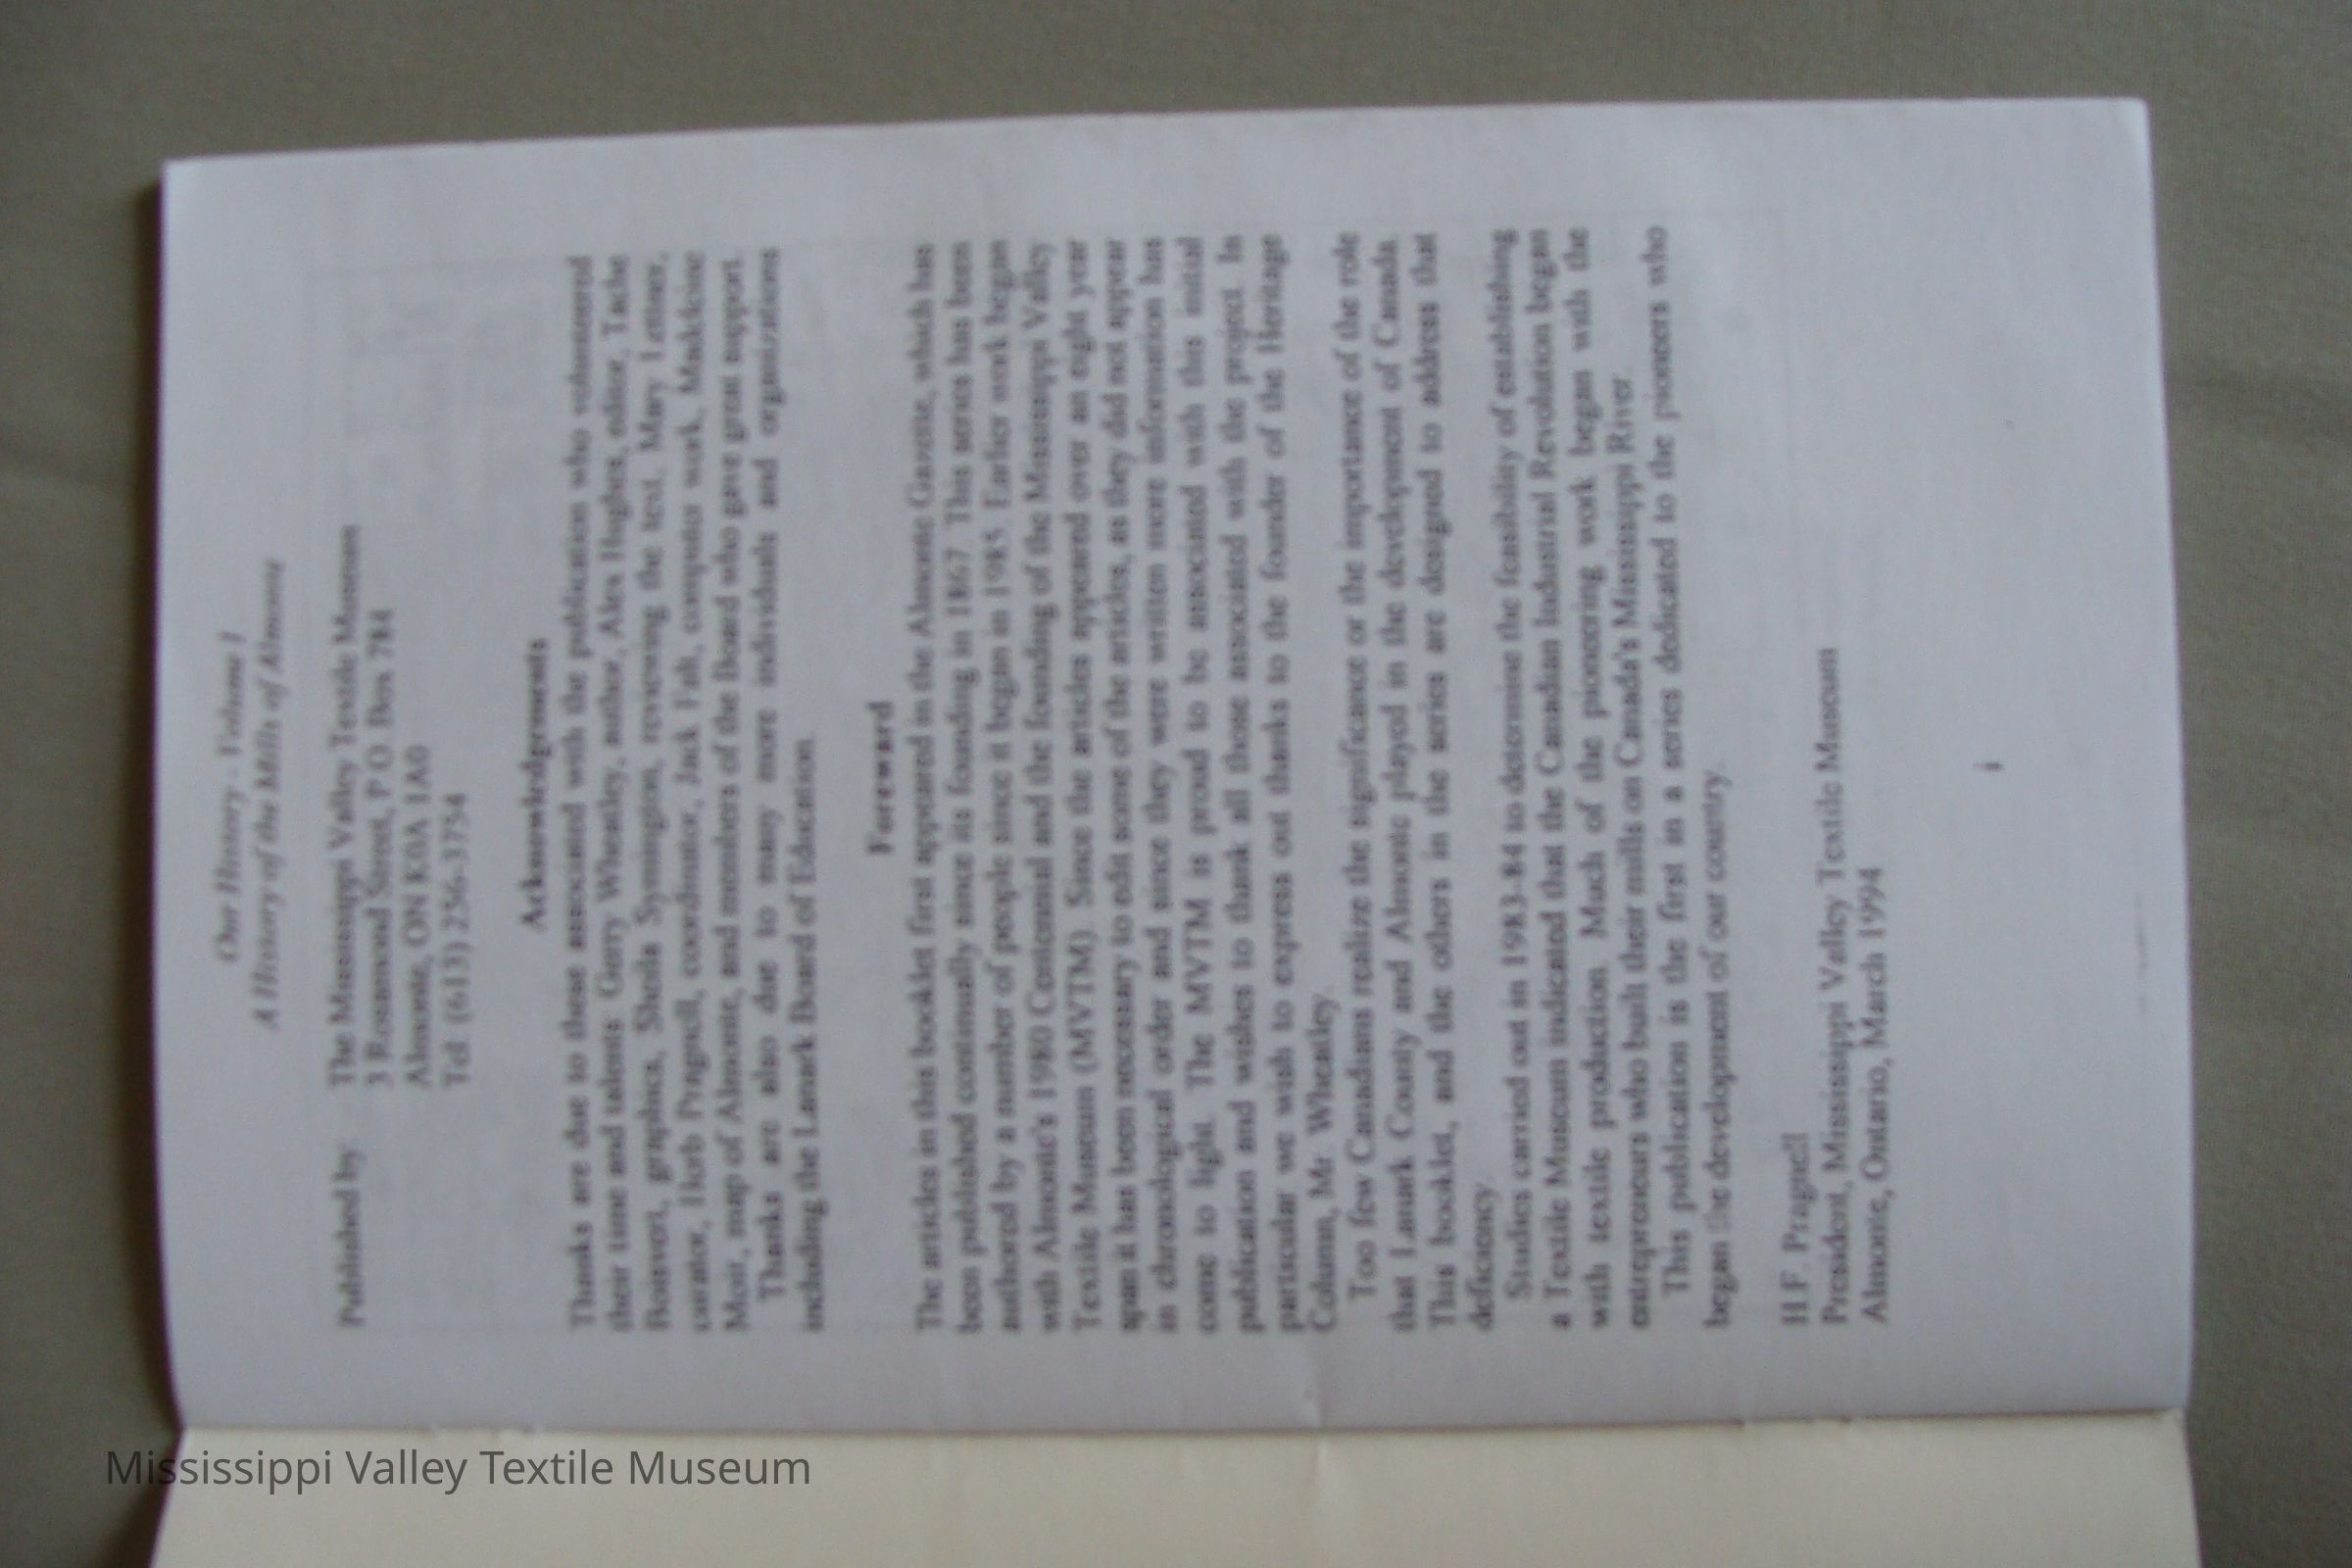 Our History - Volume 1
A History of the Mills of Almonte
Published by: The Mississippi Valley Textile Museum
3 Rosamond Street, P.O. Box 784
Almonte, ON K0A 1A0
Tel: (613) 256-3754
Acknowledgments
Thanks are due to those associated with the publication who volunteered
their time and talents: Gerry Wheatley, author, Alex Hughes, editor, Tache
Boisvert, graphics, Sheila Symington, reviewing the text, Mary Lettner,
curator, Herb Pragnell, coordinator, Jack Fah, computer work, Madeleine
Meir, map of Almonte, and members of the Board who gave great support.
Thanks are also due to many more individuals and organizations
including the Lanark Board of Education.
Foreward
The articles in this booklet first appeared in the Almonte Gazette, which has
been published continually since its founding in 1867. This series has been
authored by a number of people since it began in 1985. Earlier work began
with Almonte's 1980 Centennial and the founding of the Mississippi Valley
Textile Museum (MVTM). Since the articles appeared over an eight year
span it has been necessary to edit some of the articles, as they did not appear
in chronological order and since they were written more information has
come to light. The MVTM is proud to be associated with this initial
publication and wishes to thank all those associated with the project. In
particular we wish to express out thanks to the founder of the Heritage
Column, Mr. Wheatley.
Too few Canadians realize the significance or the importance of the role
that Lanark County and Almonte played in the development of Canada.
This booklet, and the others in the series are designed to address that
deficiency.
Studies carried out in 1983-84 to determine the feasibility of establishing
a Textile Museum indicated that the Canadian Industrial Revolution began
with textile production. Much of the pioneering work began with the
entrepreneurs who built their mills on Canada's Mississippi River.
This publication is the first in a series dedicated to the pioneers who
began the development of our country.
H.F. Pragnell
President, Mississippi Valley Textile Museum
Almonte, Ontario, March 1994
i
Mississippi Valley Textile Museum